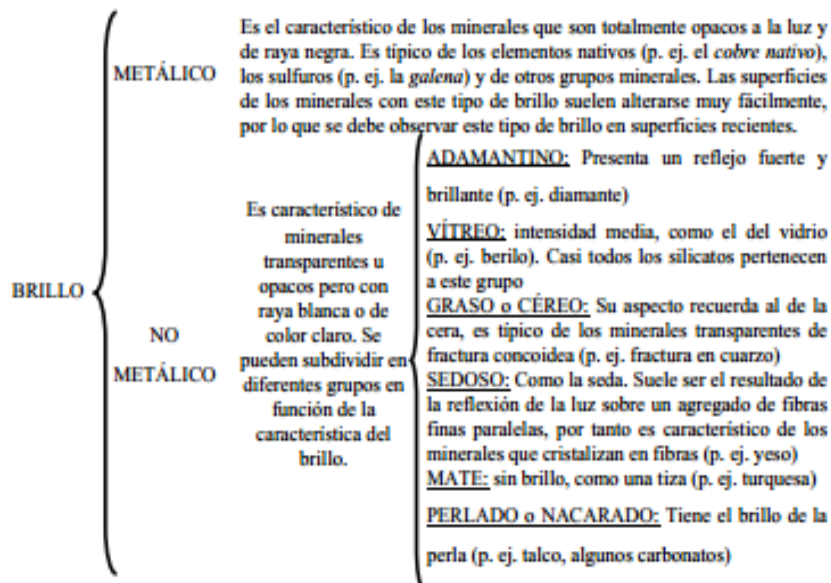 BRILLO
METÁLICO
Es el característico de los minerales que son totalmente opacos a la luz y
de raya negra. Es típico de los elementos nativos (p. ej. el cobre nativo),
los sulfuros (p. ej. la galena) y de otros grupos minerales. Las superficies
de los minerales con este tipo de brillo suelen alterarse muy fácilmente,
por lo que se debe observar este tipo de brillo en superficies recientes.
NO
METÁLICO
Es característico de
minerales
transparentes u
opacos pero con
raya blanca o de
color claro. Se
pueden subdividir en
diferentes grupos en
función de la
característica del
brillo.
ADAMANTINO: Presenta un reflejo fuerte y
brillante (p. ej. diamante)
VÍTREO: intensidad media, como el del vidrio
(p. ej. berilo). Casi todos los silicatos pertenecen
a este grupo
GRASO o CÉREO: Su aspecto recuerda al de la
cera, es típico de los minerales transparentes de
fractura concoidea (p. ej. fractura en cuarzo)
SEDOSO: Como la seda. Suele ser el resultado de
la reflexión de la luz sobre un agregado de fibras
finas paralelas, por tanto es característico de los
minerales que cristalizan en fibras (p. ej. yeso)
MATE: sin brillo, como una tiza (p. ej. turquesa)
PERLADO o NACARADO: Tiene el brillo de la
perla (p. ej. talco, algunos carbonatos)